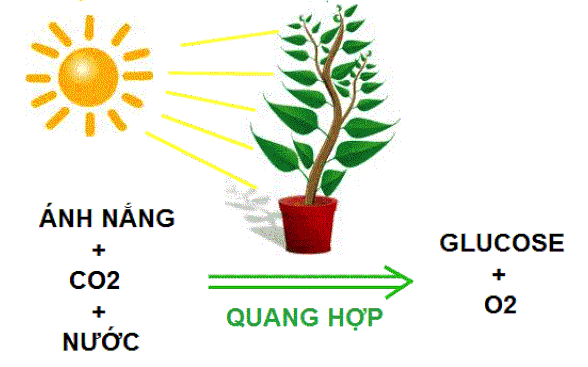 ÁNH NẮNG
+
CO2
+
NƯỚC
QUANG HỢP
GLUCOSE
+
O2